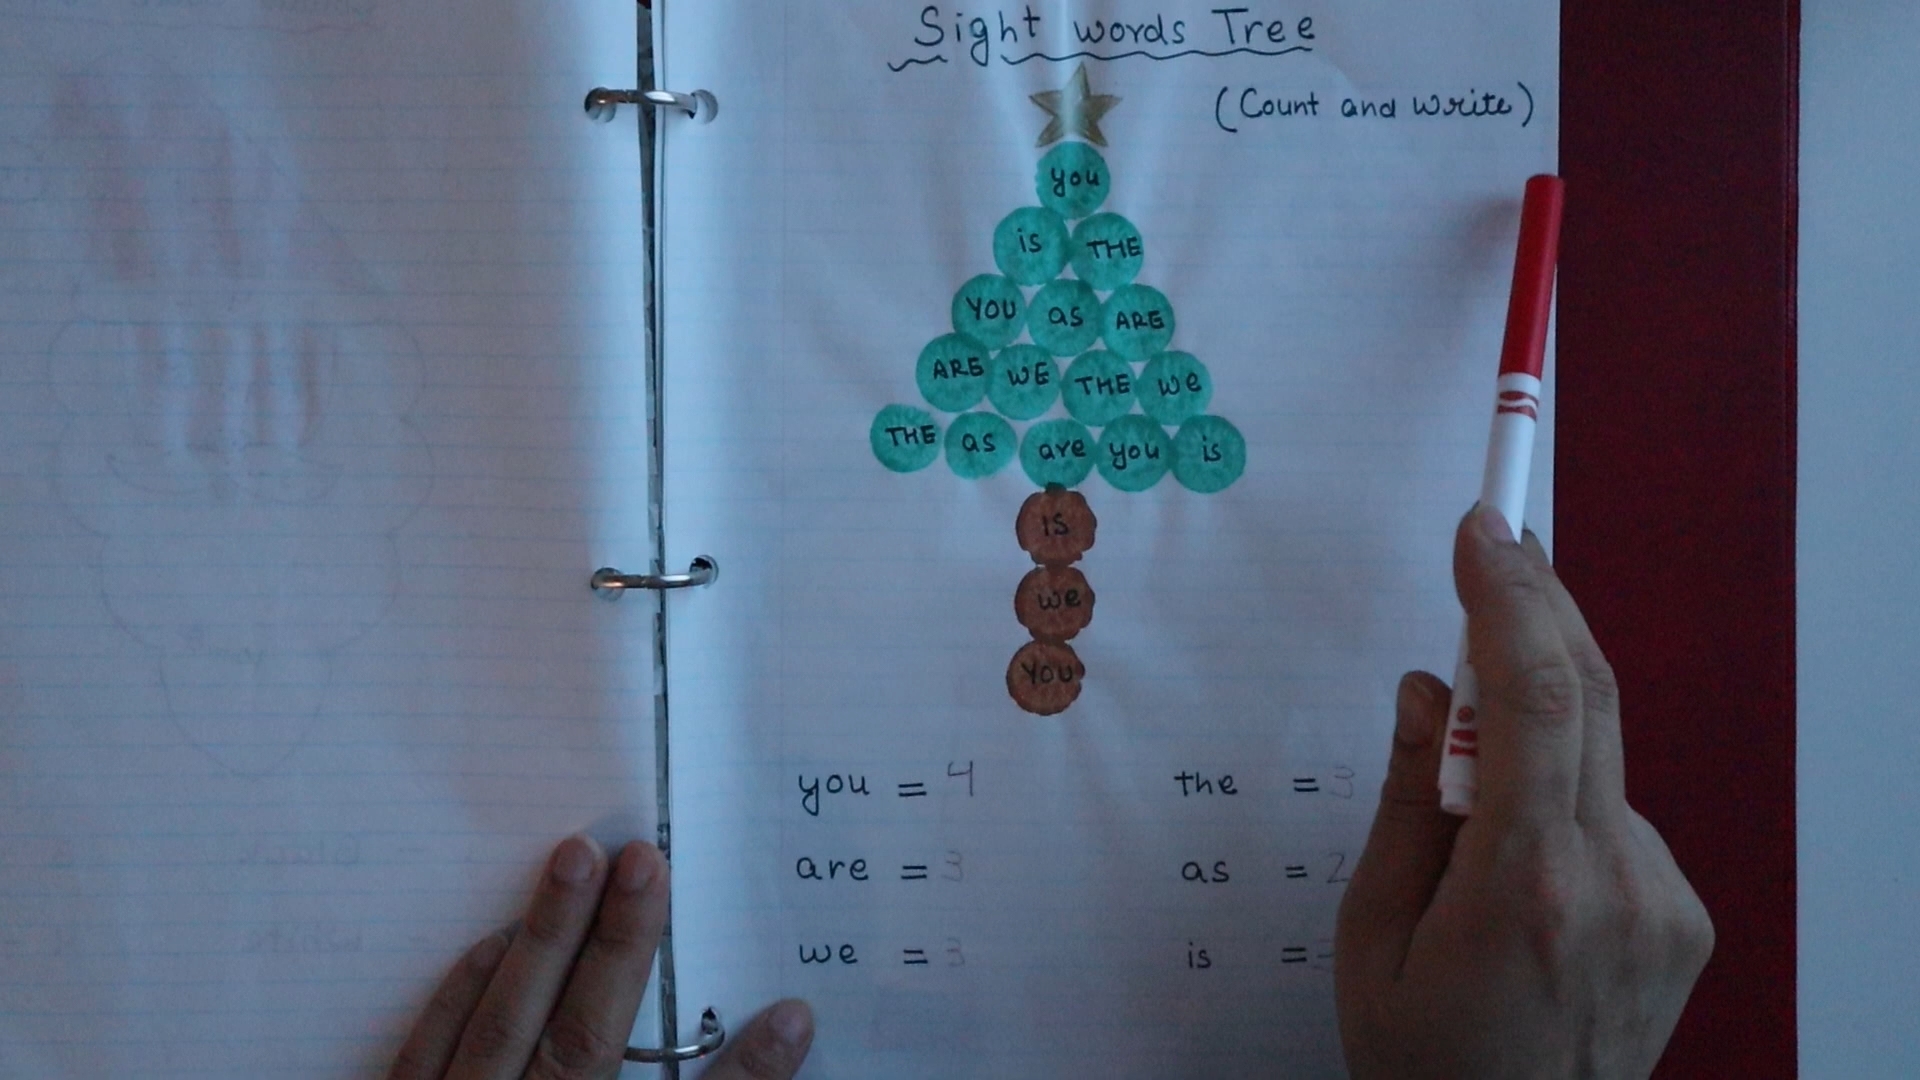 Sight words Tree
(Count and write)
you
is THE
YOU as ARE
ARE WE THE we
THE as are you is
IS
we
YOU
you = 4 the = 3
are = 3 as = 2
we = 3 is =